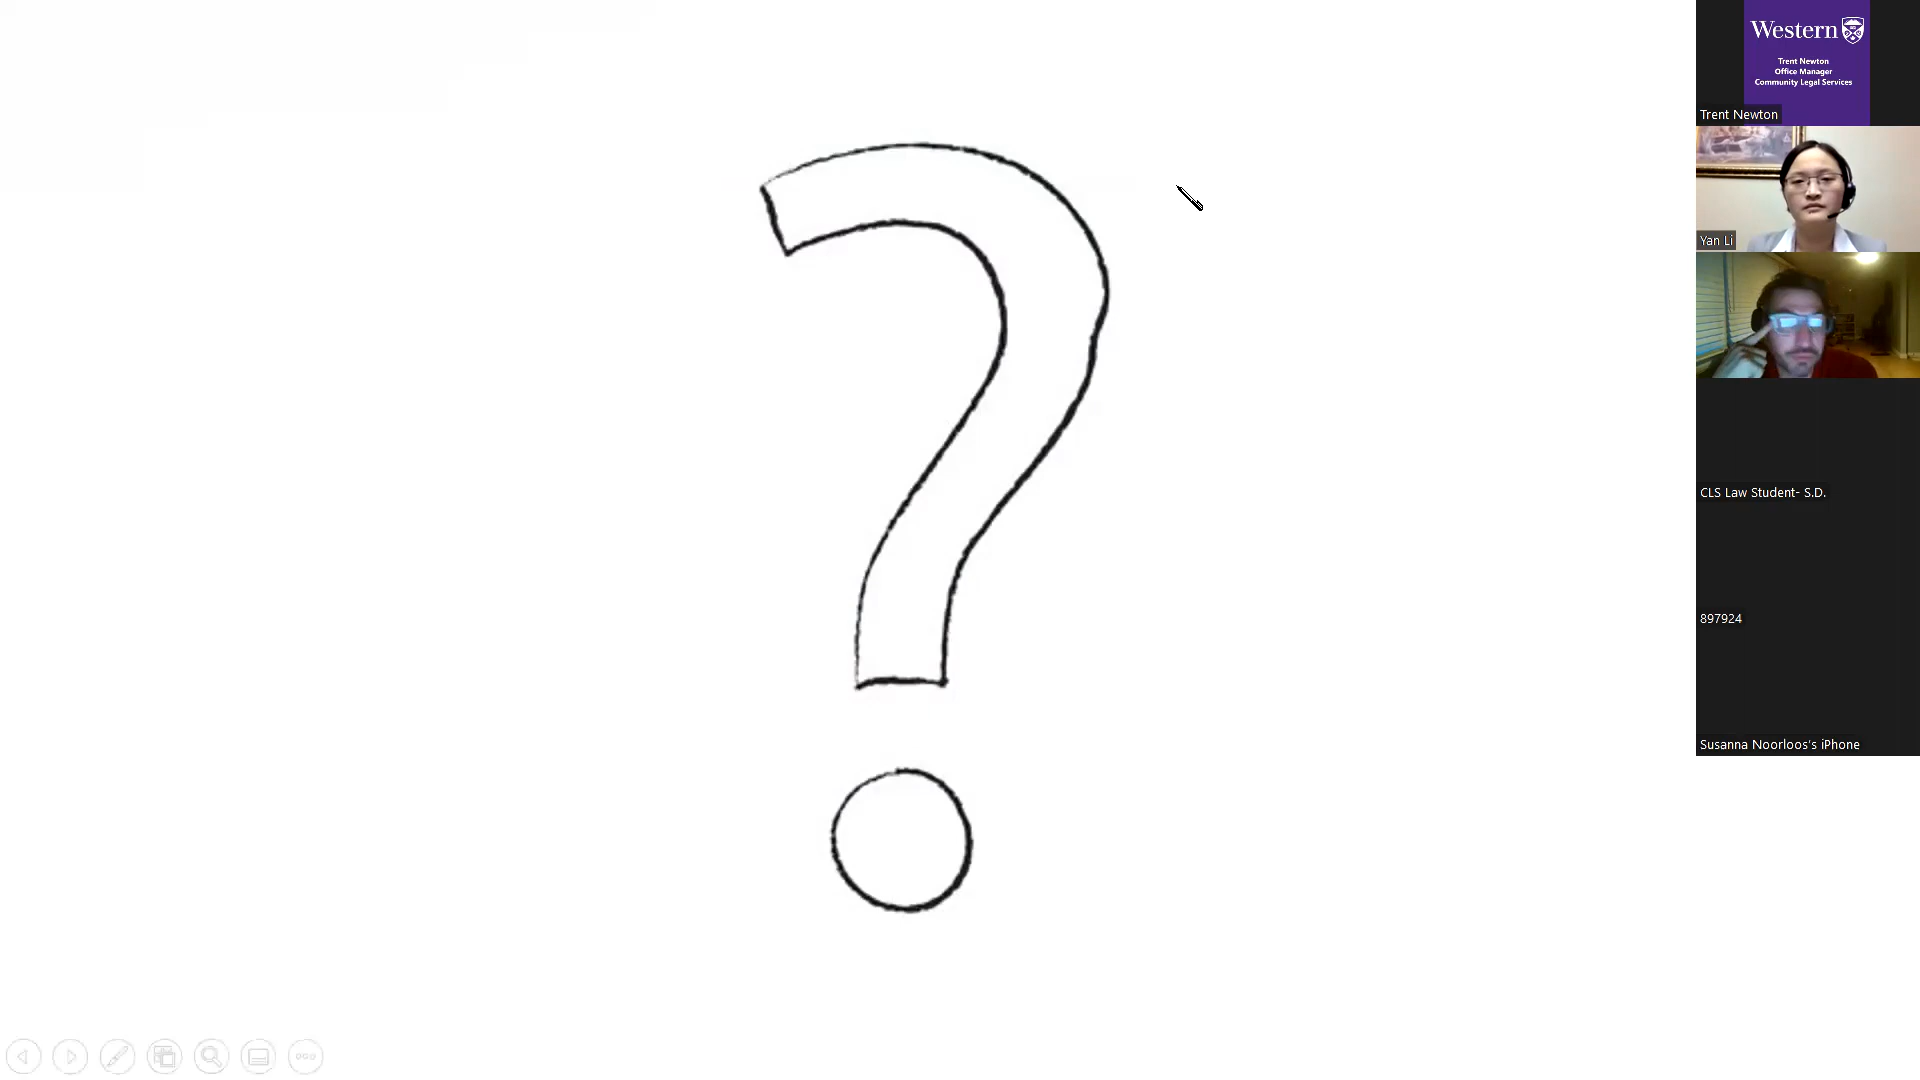 ?
Western
Trent Newton
Office Manager
Community Legal Services
Trent Newton
Yan Li
CLS Law Student- S.D.
897924
Susanna Noorloos's iPhone